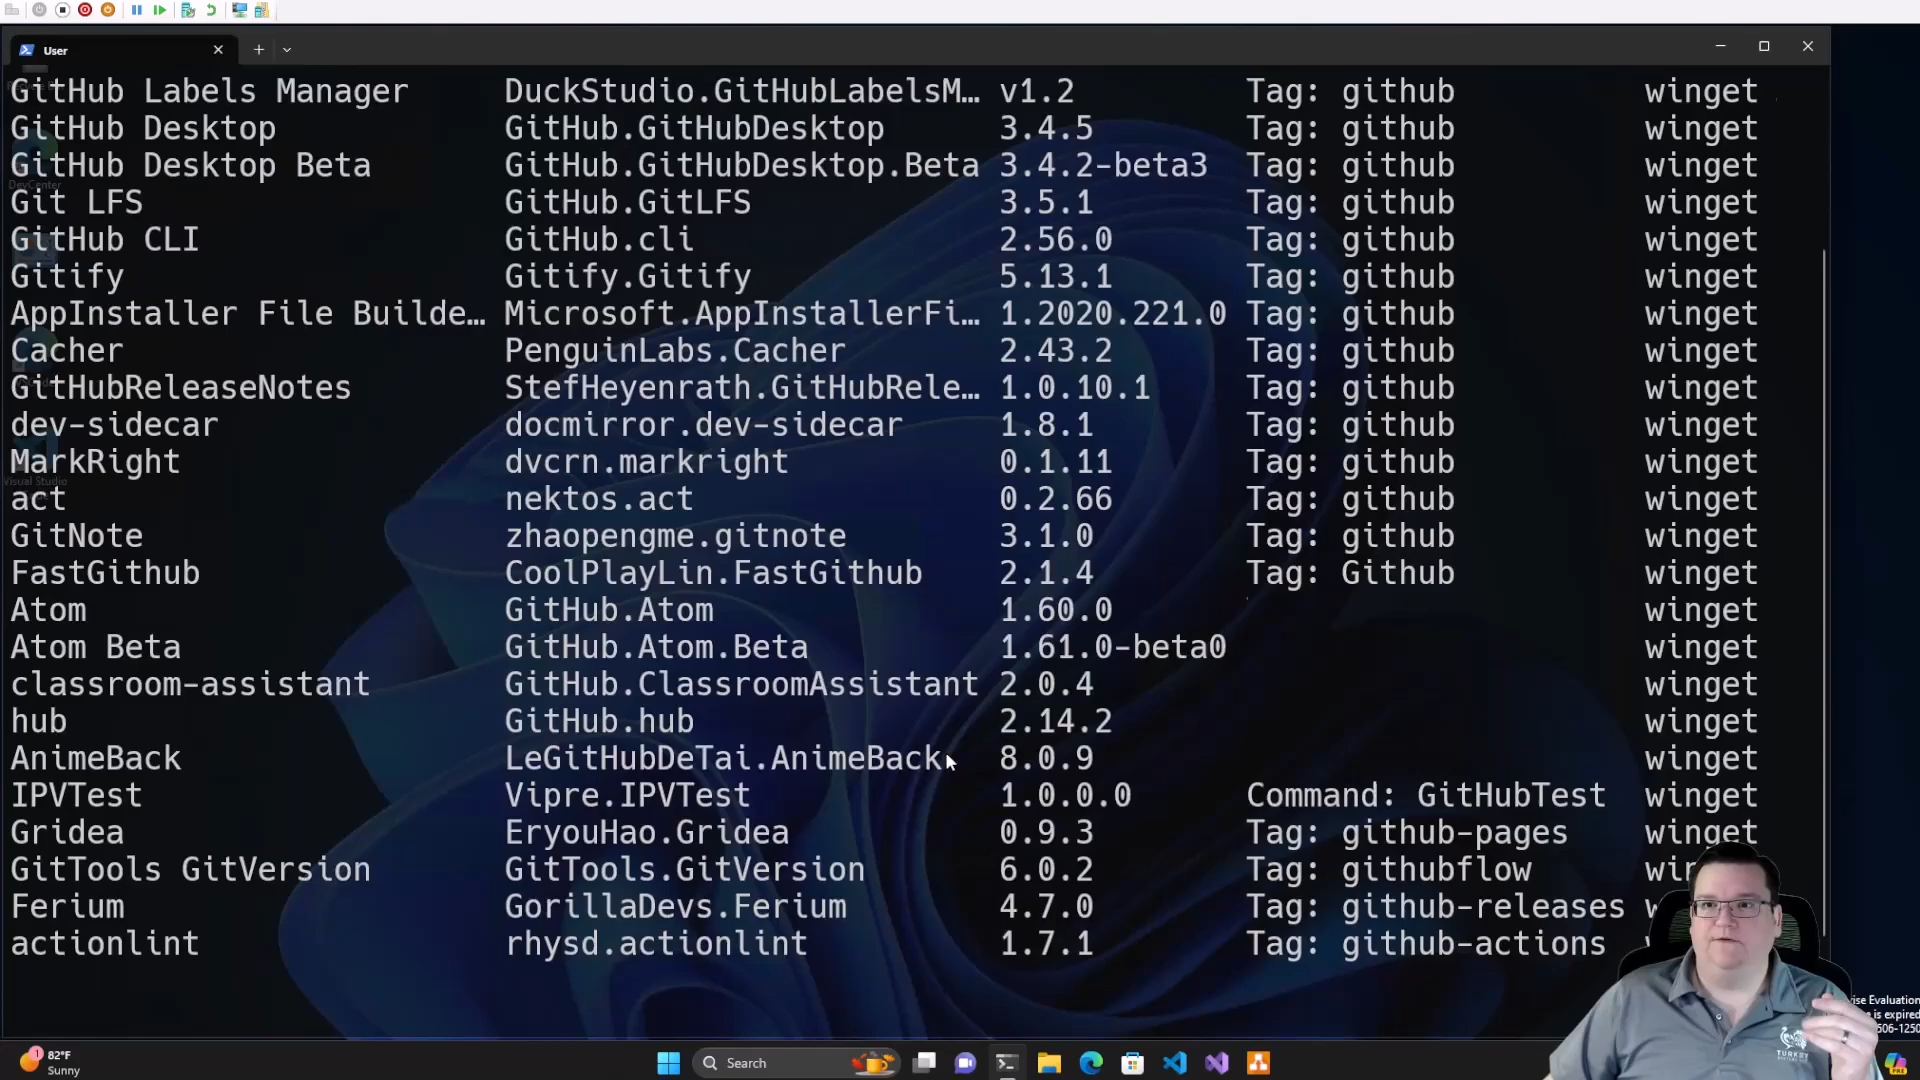 User
GitHub Labels Manager DuckStudio.GitHubLabelsM… v1.2 Tag: github winget
GitHub Desktop GitHub.GitHubDesktop 3.4.5 Tag: github winget
GitHub Desktop Beta GitHub.GitHubDesktop.Beta 3.4.2-beta3 Tag: github winget
Git LFS GitHub.GitLFS 3.5.1 Tag: github winget
GitHub CLI GitHub.cli 2.56.0 Tag: github winget
Gitify Gitify.Gitify 5.13.1 Tag: github winget
AppInstaller File Builde… Microsoft.AppInstallerFi… 1.2020.221.0 Tag: github winget
Cacher PenguinLabs.Cacher 2.43.2 Tag: github winget
GitHubReleaseNotes StefHeyenrath.GitHubRele… 1.0.10.1 Tag: github winget
dev-sidecar docmirror.dev-sidecar 1.8.1 Tag: github winget
MarkRight dvcrn.markright 0.1.11 Tag: github winget
act nektos.act 0.2.66 Tag: github winget
GitNote zhaopengme.gitnote 3.1.0 Tag: github winget
FastGithub CoolPlayLin.FastGithub 2.1.4 Tag: Github winget
Atom GitHub.Atom 1.60.0 winget
Atom Beta GitHub.Atom.Beta 1.61.0-beta0 winget
classroom-assistant GitHub.ClassroomAssistant 2.0.4 winget
hub GitHub.hub 2.14.2 winget
AnimeBack LeGitHubDeTai.AnimeBack 8.0.9 winget
IPVTest Vipre.IPVTest 1.0.0.0 Command: GitHubTest winget
Gridea EryouHao.Gridea 0.9.3 Tag: github-pages winget
GitTools GitVersion GitTools.GitVersion 6.0.2 Tag: githubflow
Ferium GorillaDevs.Ferium 4.7.0 Tag: github-releases
actionlint rhysd.actionlint 1.7.1 Tag: github-actions
DevCenter
Visual Studio
Evaluation
is expired
TURKEY
82°F
Sunny
Search